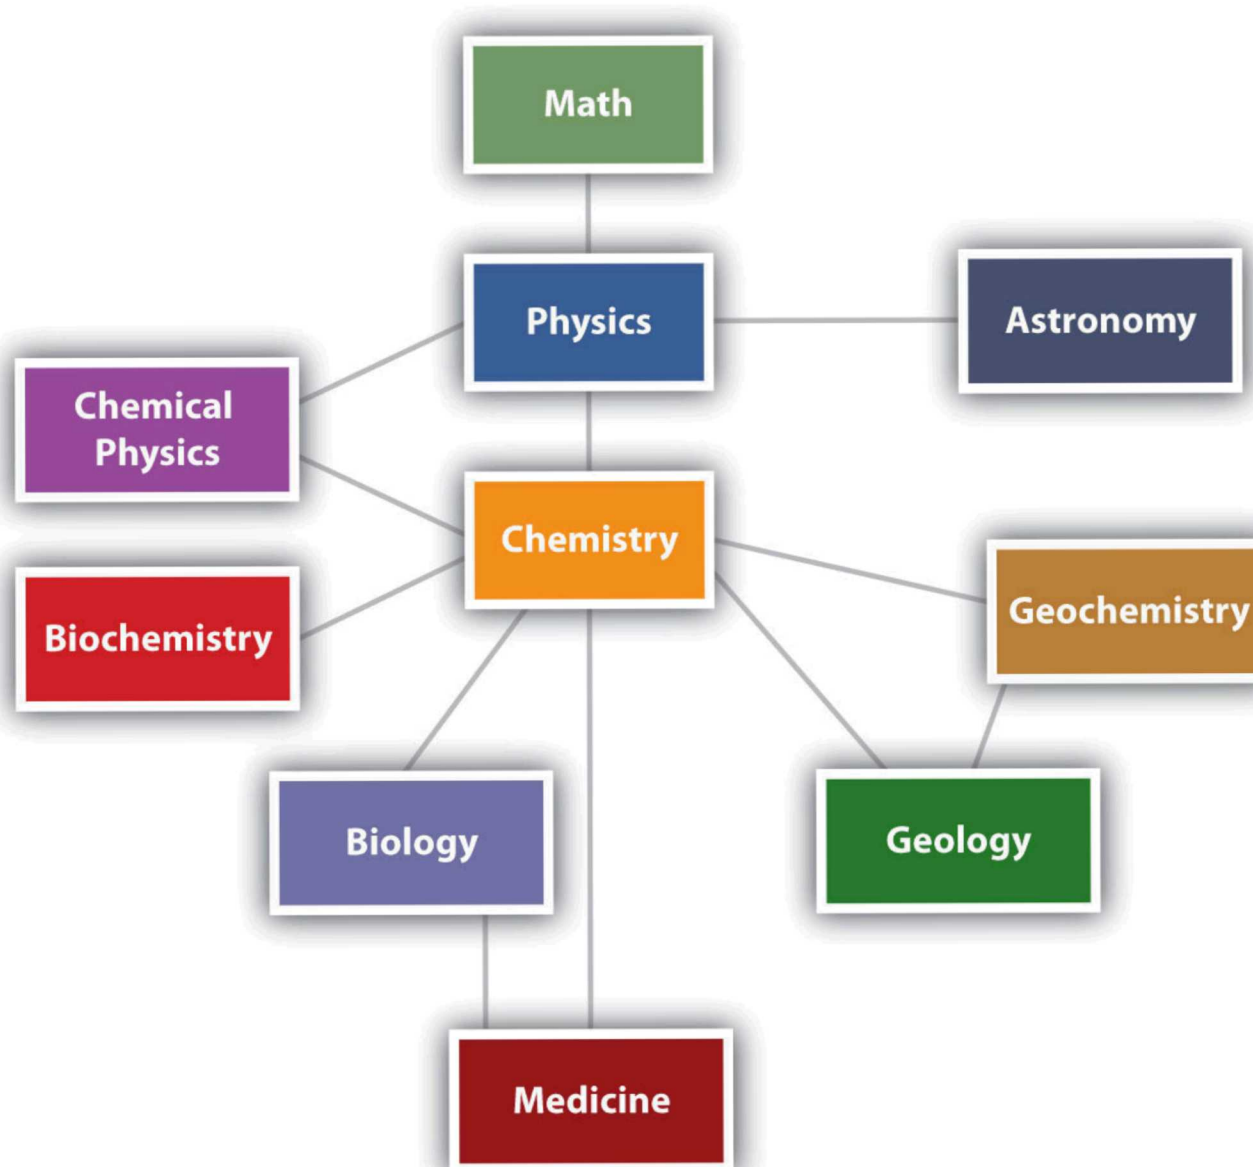 Math
Physics
Astronomy
Chemical
Physics
Chemistry
Biochemistry
Geochemistry
Biology
Geology
Medicine